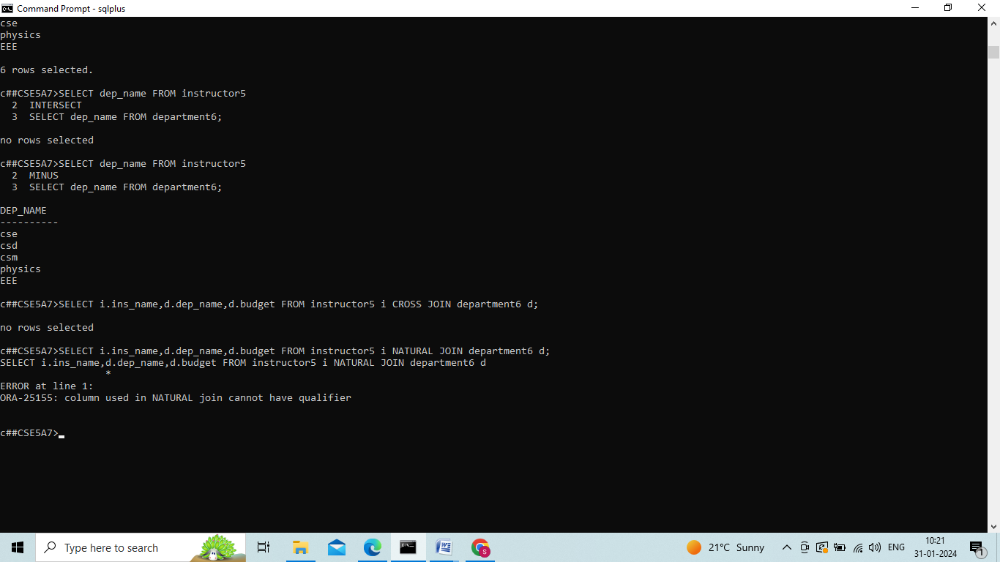 Command Prompt - sqlplus
cse
physics
EEE
6 rows selected.
c##CSE5A7>SELECT dep_name FROM instructor5
  2  INTERSECT
  3  SELECT dep_name FROM department6;
no rows selected
c##CSE5A7>SELECT dep_name FROM instructor5
  2  MINUS
  3  SELECT dep_name FROM department6;
DEP_NAME
----------
cse
csd
csm
physics
EEE
c##CSE5A7>SELECT i.ins_name,d.dep_name,d.budget FROM instructor5 i CROSS JOIN department6 d;
no rows selected
c##CSE5A7>SELECT i.ins_name,d.dep_name,d.budget FROM instructor5 i NATURAL JOIN department6 d;
SELECT i.ins_name,d.dep_name,d.budget FROM instructor5 i NATURAL JOIN department6 d
                  *
ERROR at line 1:
ORA-25155: column used in NATURAL join cannot have qualifier
c##CSE5A7>
Type here to search
21°C Sunny
ENG
10:21
31-01-2024
1